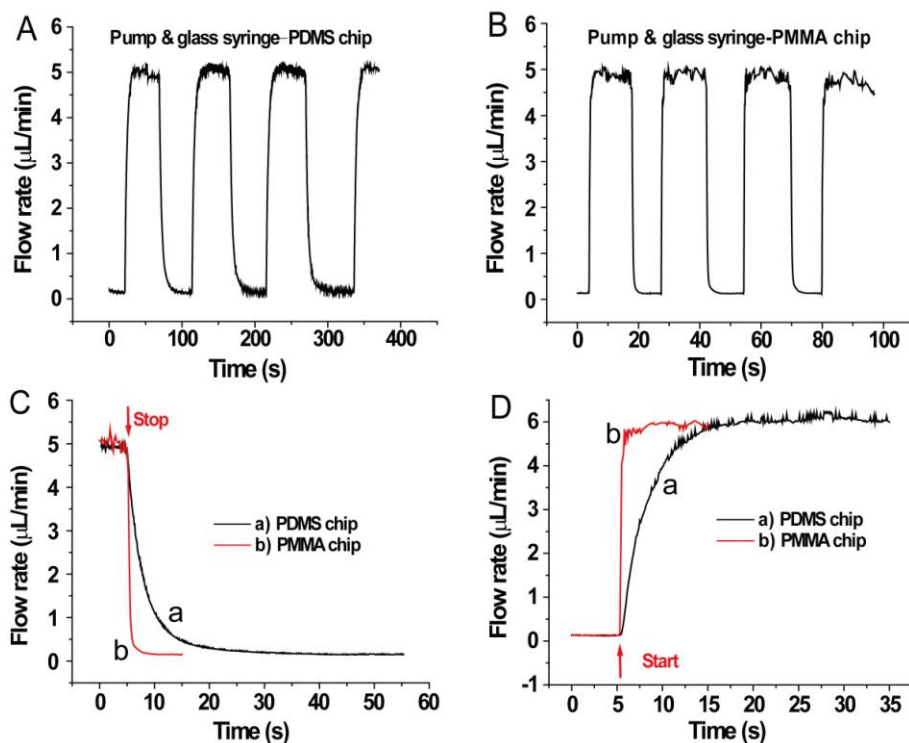 A
Pump & glass syringe–PDMS chip
6
5
4
3
2
1
0
Flow rate (μL/min)
0 100 200 300 400
Time (s)
B
Pump & glass syringe-PMMA chip
6
5
4
3
2
1
0
Flow rate (μL/min)
0 20 40 60 80 100
Time (s)
C
Stop
6
5
4
3
2
1
0
Flow rate (μL/min)
a) PDMS chip
b) PMMA chip
a
b
0 10 20 30 40 50 60
Time (s)
D
b
a
4
2
0
-1
Flow rate (μL/min)
a) PDMS chip
b) PMMA chip
Start
0 5 10 15 20 25 30 35
Time (s)